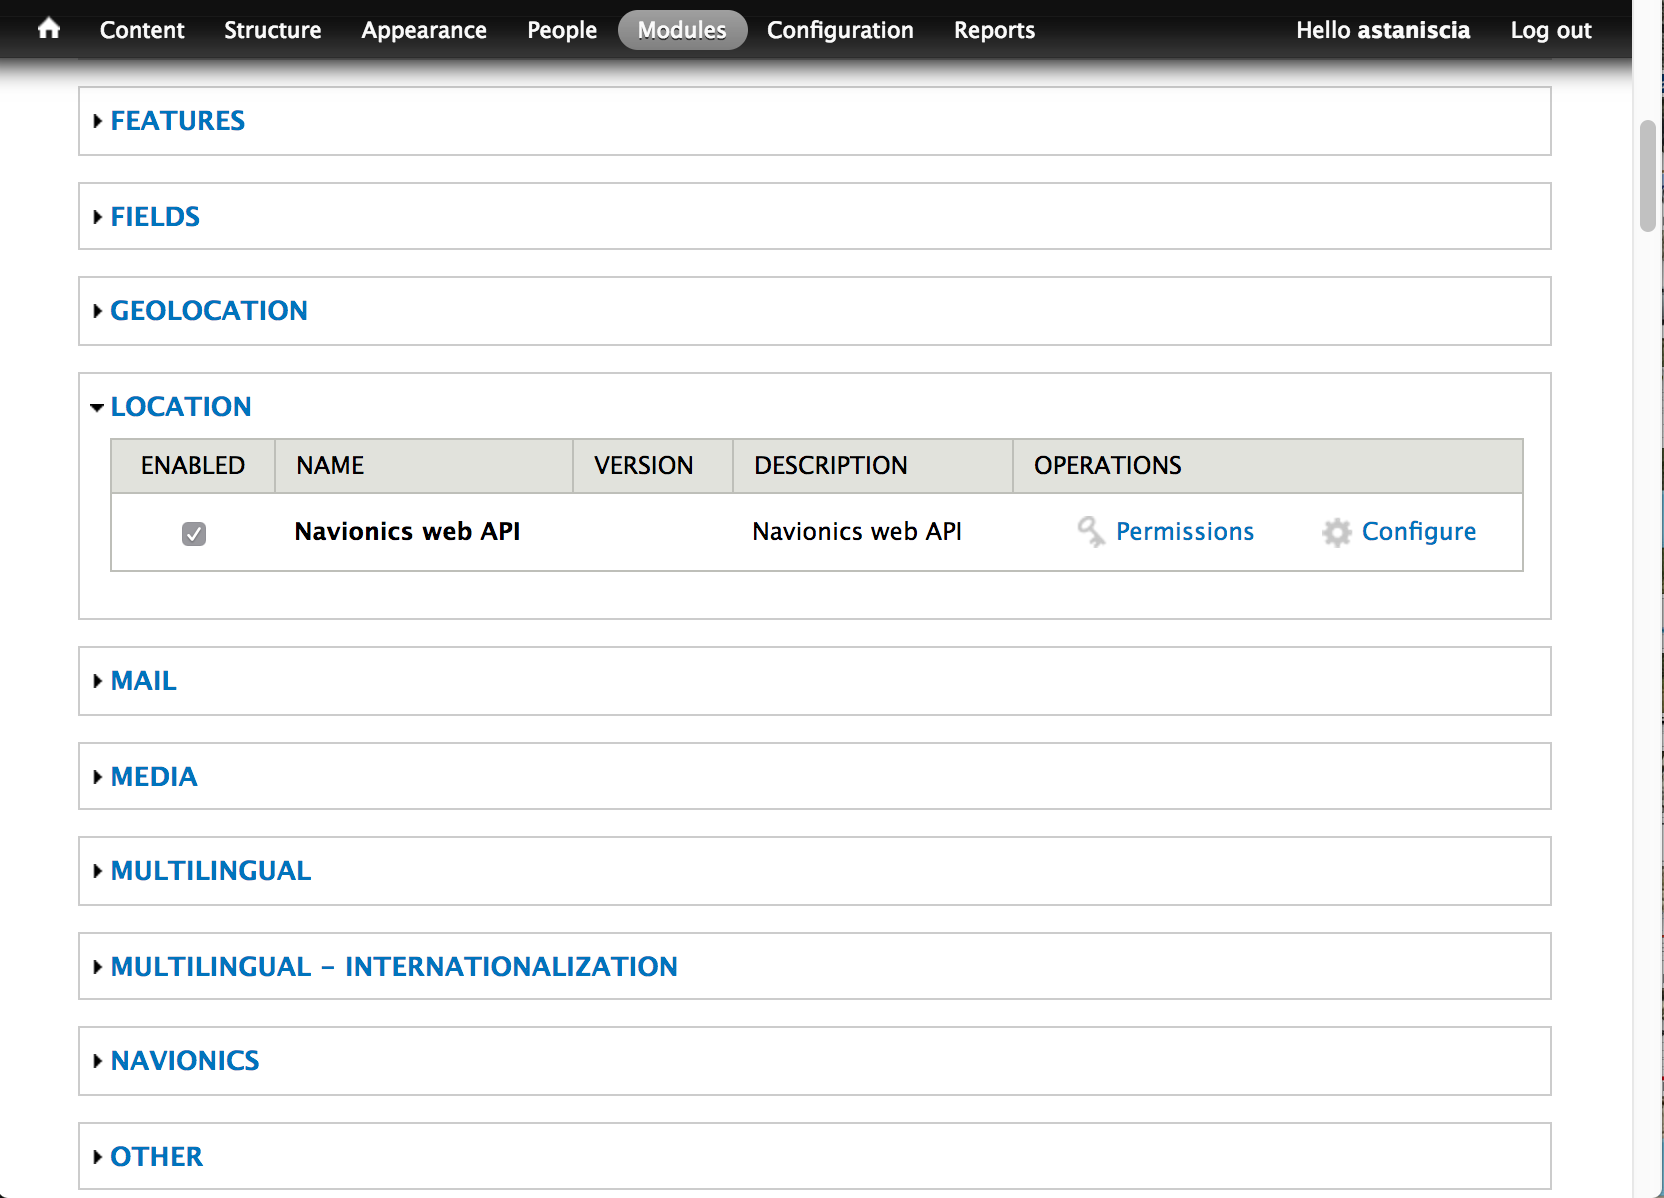 Content Structure Appearance People Modules Configuration Reports Hello astaniscia Log out
FEATURES
FIELDS
GEOLOCATION
LOCATION
ENABLED NAME VERSION DESCRIPTION OPERATIONS
Navionics web API Navionics web API Permissions Configure
MAIL
MEDIA
MULTILINGUAL
MULTILINGUAL - INTERNATIONALIZATION
NAVIONICS
OTHER